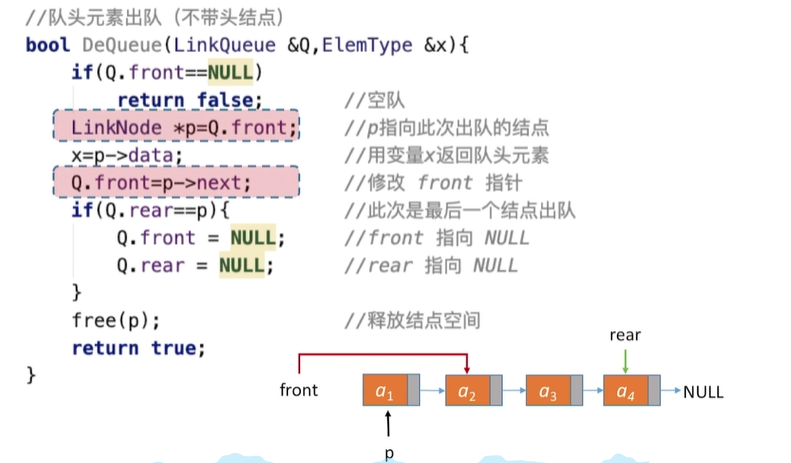 //队头元素出队（不带头结点）
bool DeQueue(LinkQueue &Q,ElemType &x){
if(Q.front==NULL)
return false; //空队
LinkNode *p=Q.front; //p指向此次出队的结点
x=p->data; //用变量x返回队头元素
Q.front=p->next; //修改 front 指针
if(Q.rear==p){ //此次是最后一个结点出队
Q.front = NULL; //front 指向 NULL
Q.rear = NULL; //rear 指向 NULL
}
free(p); //释放结点空间
return true;
}
rear
front a1 a2 a3 a4 NULL
p